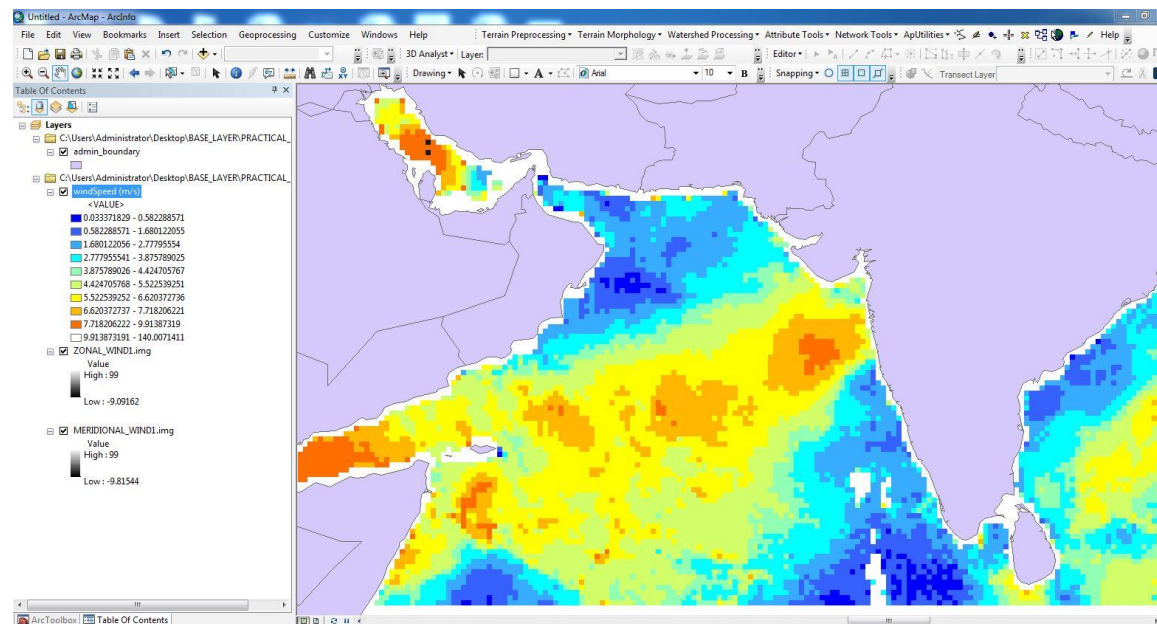 Untitled - ArcMap - ArcInfo
File Edit View Bookmarks Insert Selection Geoprocessing Customize Windows Help Terrain Preprocessing Terrain Morphology Watershed Processing Attribute Tools Network Tools ApUtilities Help
3D Analyst Layer: Editor
Drawing A Arial 10 B Snapping Transect Layer
Table Of Contents
Layers
C:\Users\Administrator\Desktop\BASE_LAYER\PRACTICAL_
admin_boundary
C:\Users\Administrator\Desktop\BASE_LAYER\PRACTICAL_
windSpeed (m/s)
<VALUE>
0.033371829 - 0.582288571
0.582288571 - 1.680122055
1.680122056 - 2.77795554
2.777955541 - 3.875789025
3.875789026 - 4.424705767
4.424705768 - 5.522539251
5.522539252 - 6.620372736
6.620372737 - 7.718206221
7.718206222 - 9.91387319
9.913873191 - 140.0071411
ZONAL_WIND1.img
Value
High : 99
Low : -9.09162
MERIDIONAL_WIND1.img
Value
High : 99
Low : -9.81544
ArcToolbox Table Of Contents